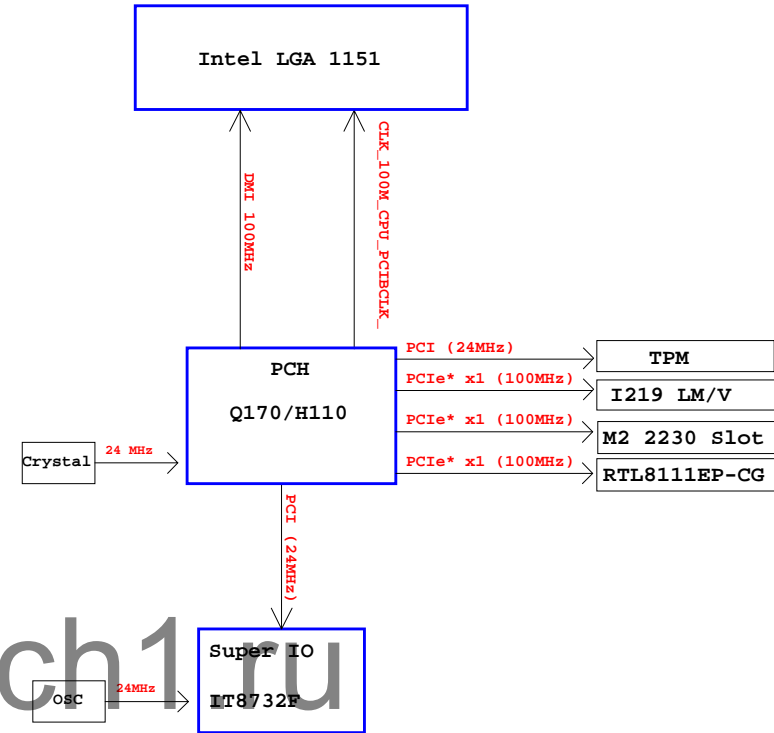 Intel LGA 1151
DMI 100MHz
CLK_100M_CPU_PCIBCLK_
PCH
Q170/H110
PCI (24MHz)
TPM
PCIe* x1 (100MHz)
I219 LM/V
PCIe* x1 (100MHz)
M2 2230 Slot
PCIe* x1 (100MHz)
RTL8111EP-CG
Crystal
24 MHz
PCI (24MHz)
Super IO
IT8732F
OSC
24MHz
ch1.ru